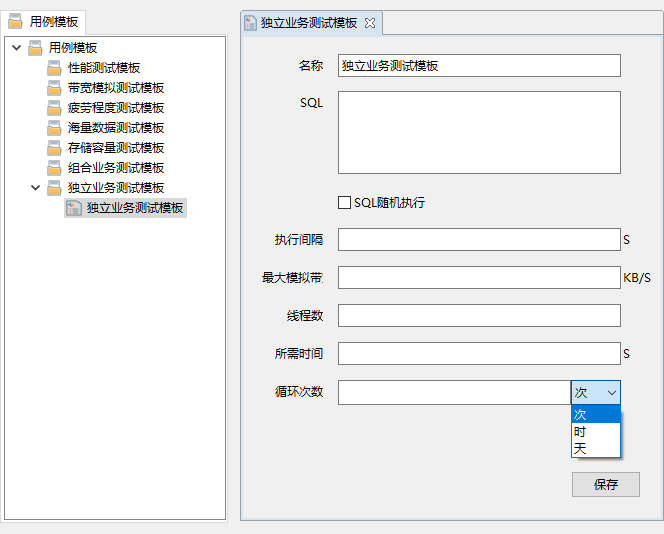 用例模板
用例模板
性能测试模板
带宽模拟测试模板
疲劳程度测试模板
海量数据测试模板
存储容量测试模板
组合业务测试模板
独立业务测试模板
独立业务测试模板
独立业务测试模板
名称 独立业务测试模板
SQL
SQL随机执行
执行间隔 S
最大模拟带 KB/S
线程数
所需时间 S
循环次数 次
次
时
天
保存